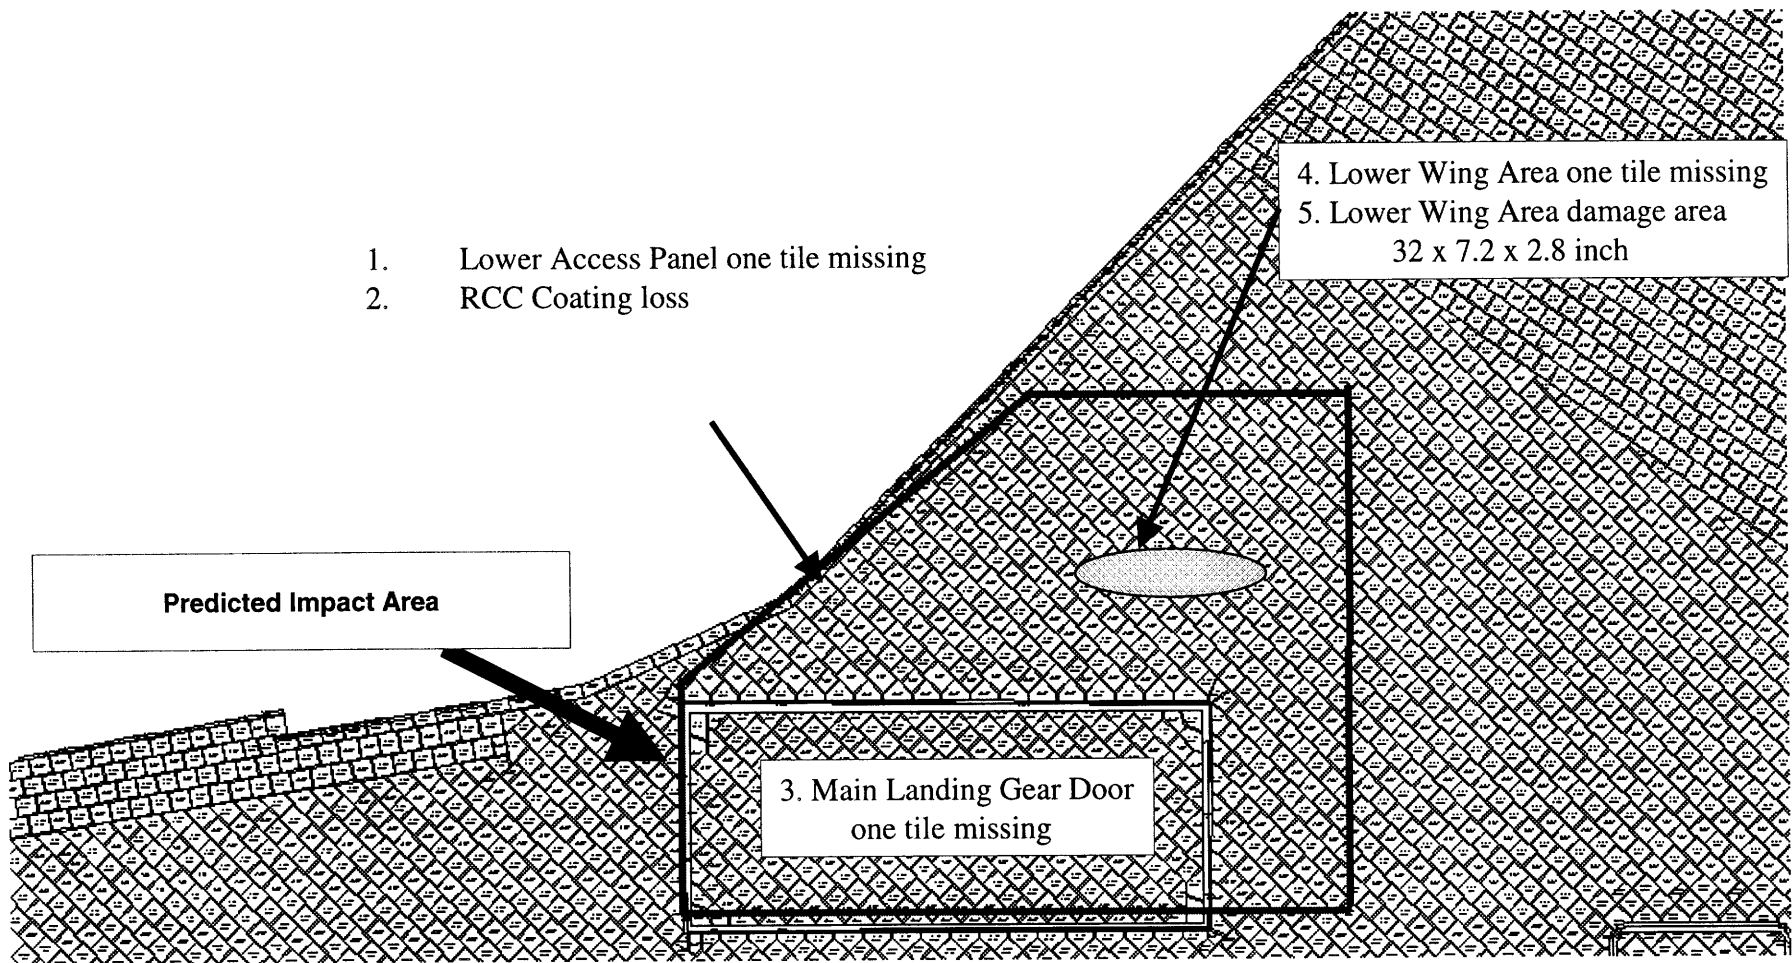 4. Lower Wing Area one tile missing
5. Lower Wing Area damage area
32 x 7.2 x 2.8 inch
1. Lower Access Panel one tile missing
2. RCC Coating loss
Predicted Impact Area
3. Main Landing Gear Door
one tile missing